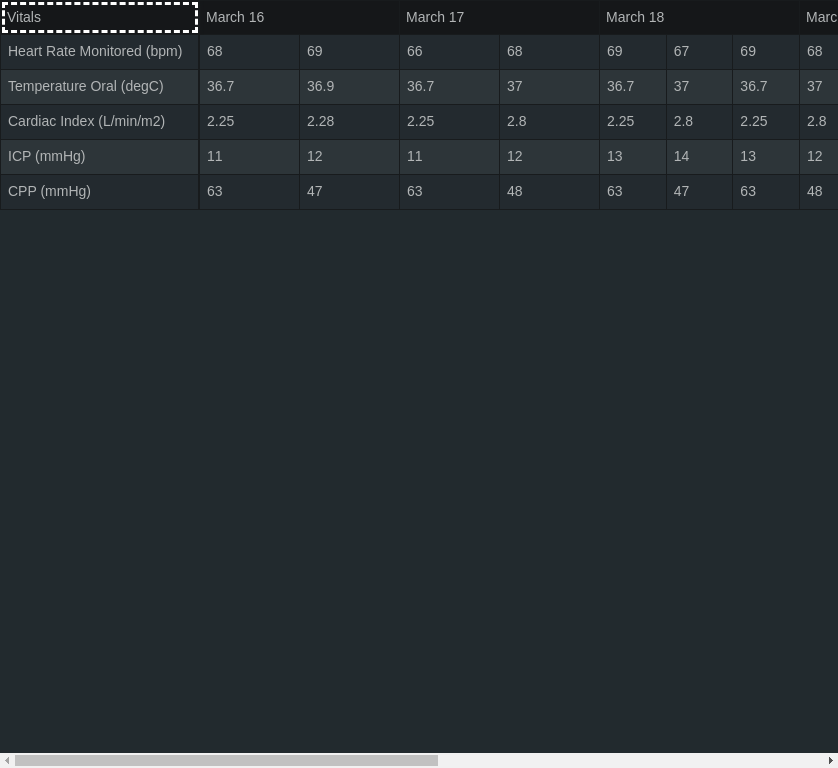 Vitals March 16 March 17 March 18 Marc
Heart Rate Monitored (bpm) 68 69 66 68 69 67 69 68
Temperature Oral (degC) 36.7 36.9 36.7 37 36.7 37 36.7 37
Cardiac Index (L/min/m2) 2.25 2.28 2.25 2.8 2.25 2.8 2.25 2.8
ICP (mmHg) 11 12 11 12 13 14 13 12
CPP (mmHg) 63 47 63 48 63 47 63 48